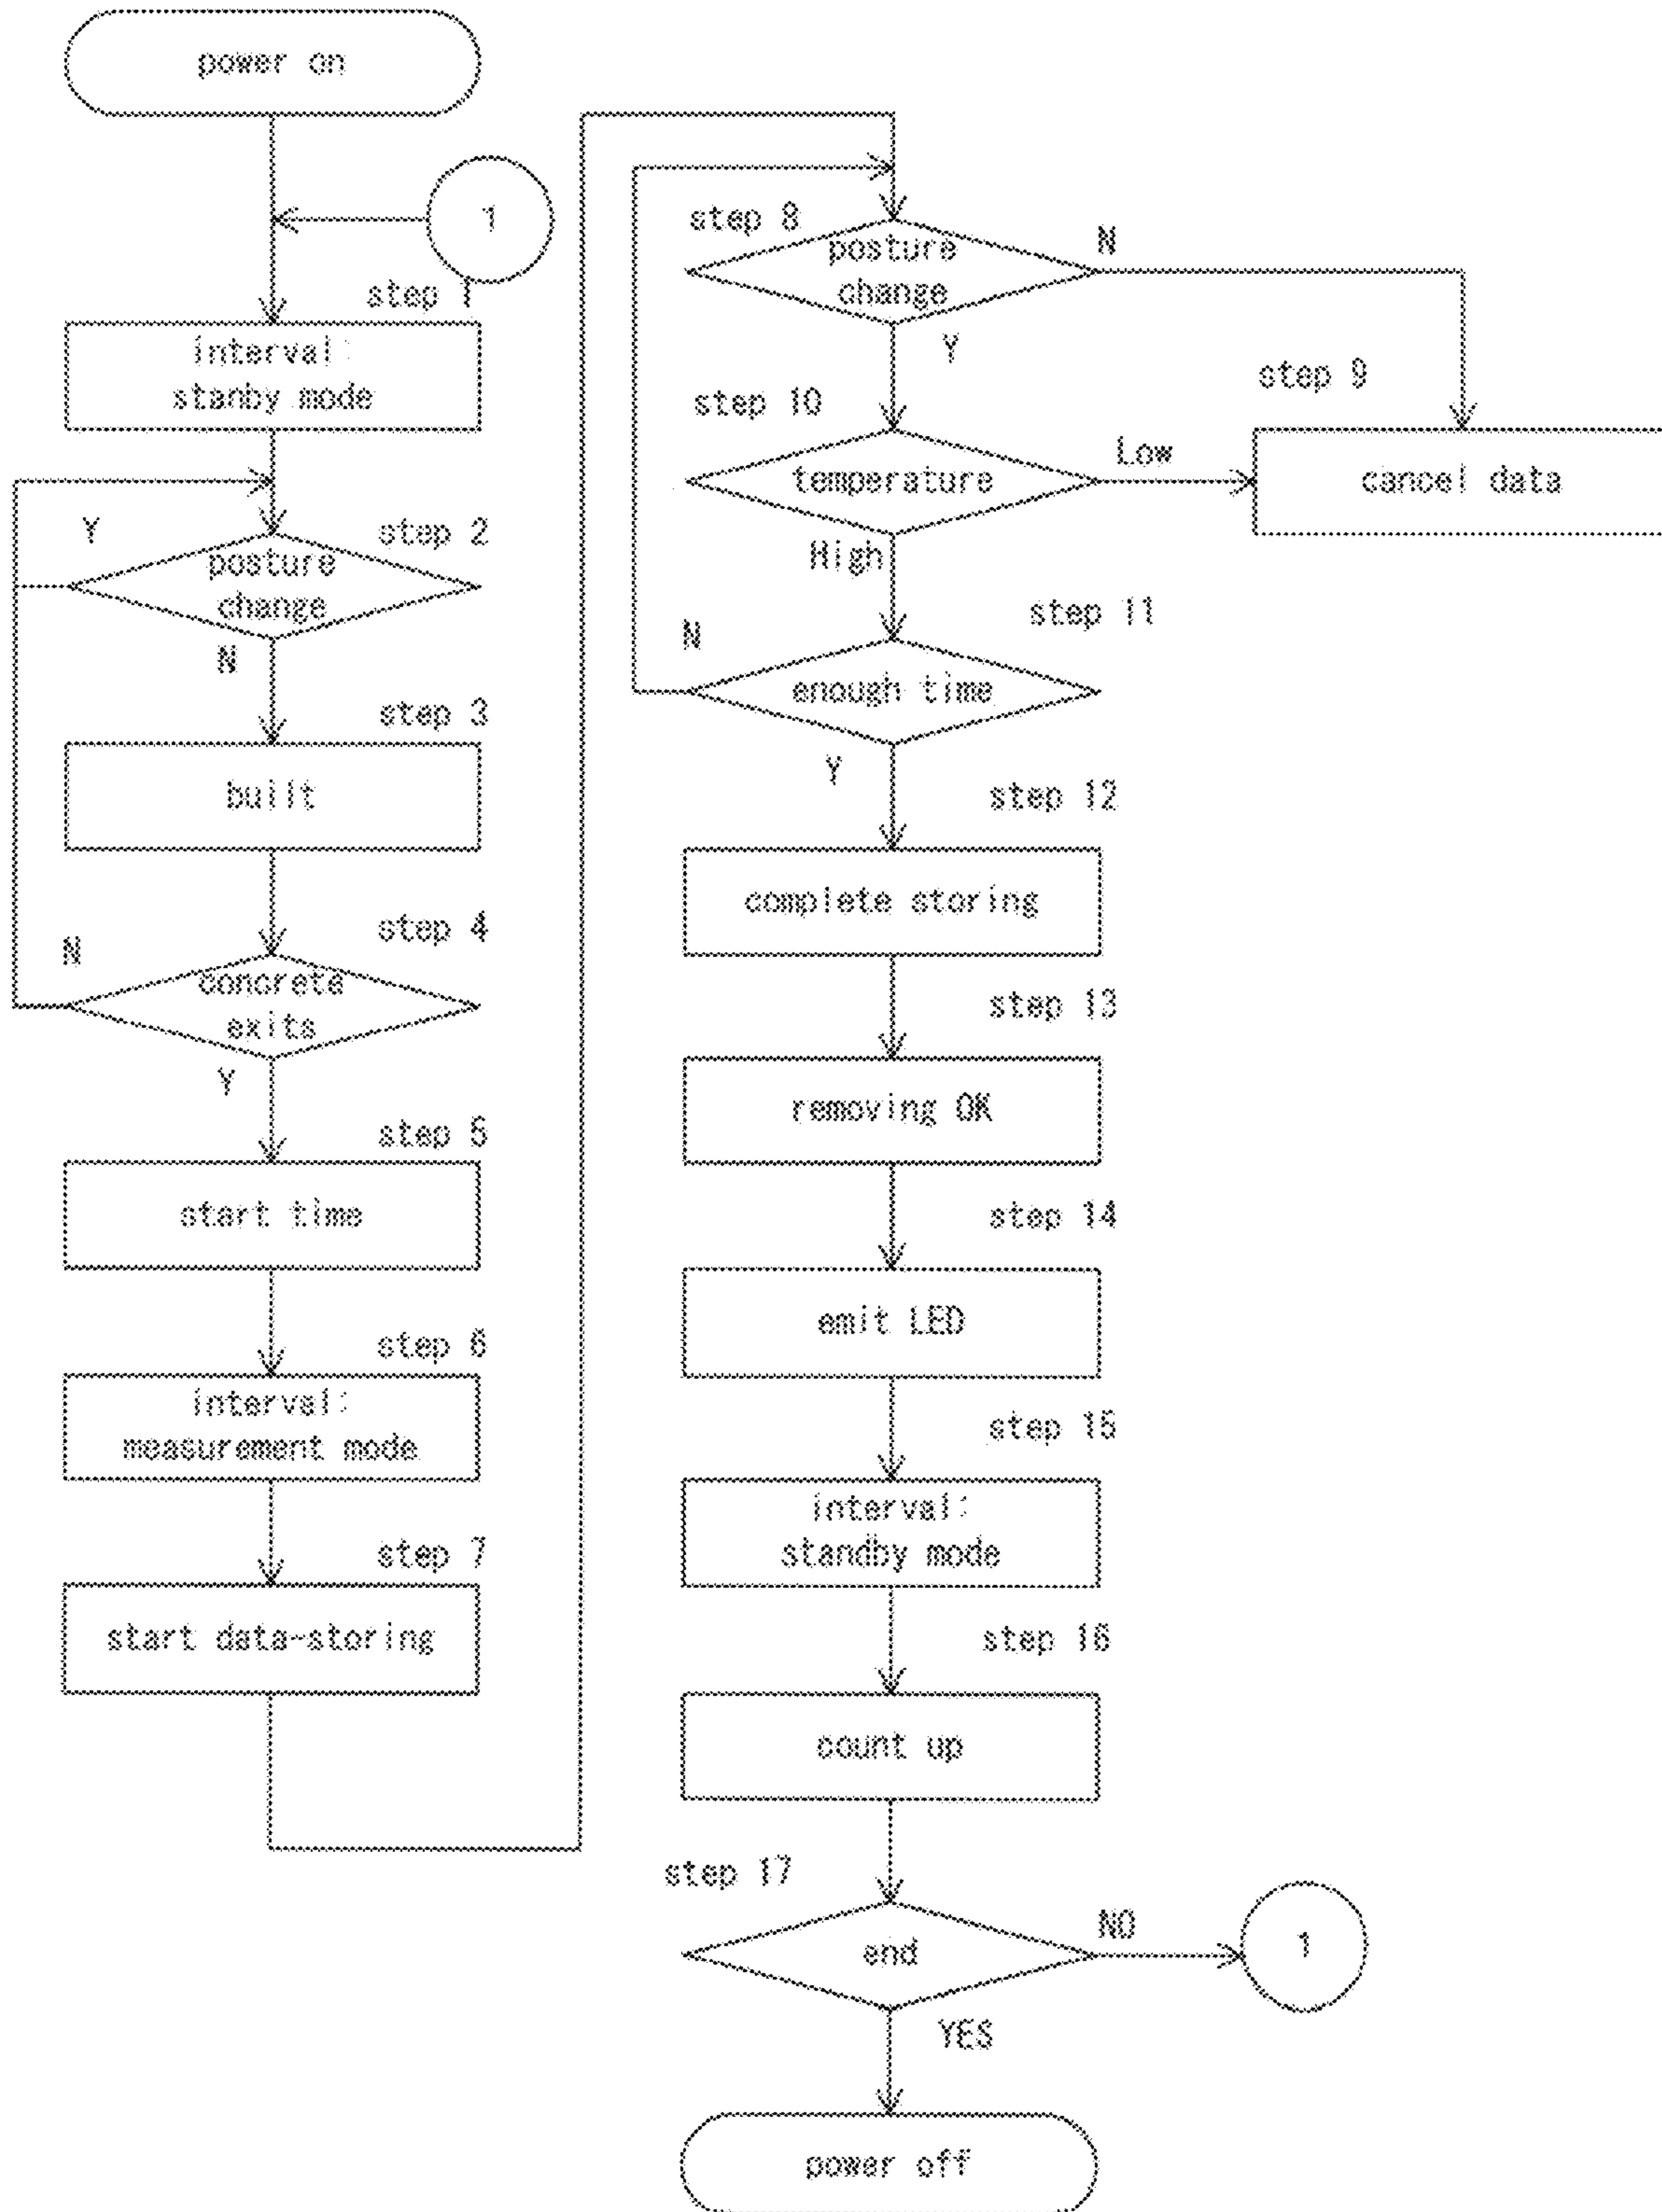 power on
1
step 1
interval:
stanby mode
Y
step 2
posture
change
N
step 3
built
step 4
N
concrete
exits
Y
step 5
start time
step 6
interval:
measurement mode
step 7
start data-storing
step 8
posture
change
N
Y
step 9
cancel data
step 10
temperature
Low
High
step 11
N
enough time
Y
step 12
complete storing
step 13
removing OK
step 14
emit LED
step 15
interval:
standby mode
step 16
count up
step 17
end
NO
1
YES
power off